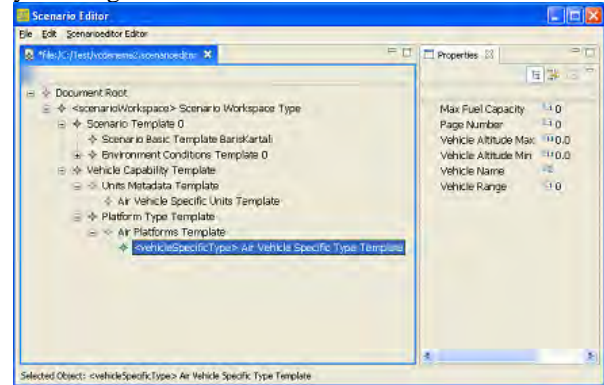 Scenario Editor
File Edit Scenarioeditor Editor
Properties
Document Root
<scenarioWorkspace> Scenario Workspace Type
Scenario Template 0
Scenario Basic Template BarisKartali
Environment Conditions Template 0
Vehicle Capability Template
Units Metadata Template
Air Vehicle Specific Units Template
Platform Type Template
Air Platforms Template
<vehicleSpecificType> Air Vehicle Specific Type Template
Max Fuel Capacity 0
Page Number 0
Vehicle Altitude Max 0.0
Vehicle Altitude Min 0.0
Vehicle Name
Vehicle Range 0
Selected Object: <vehicleSpecificType> Air Vehicle Specific Type Template